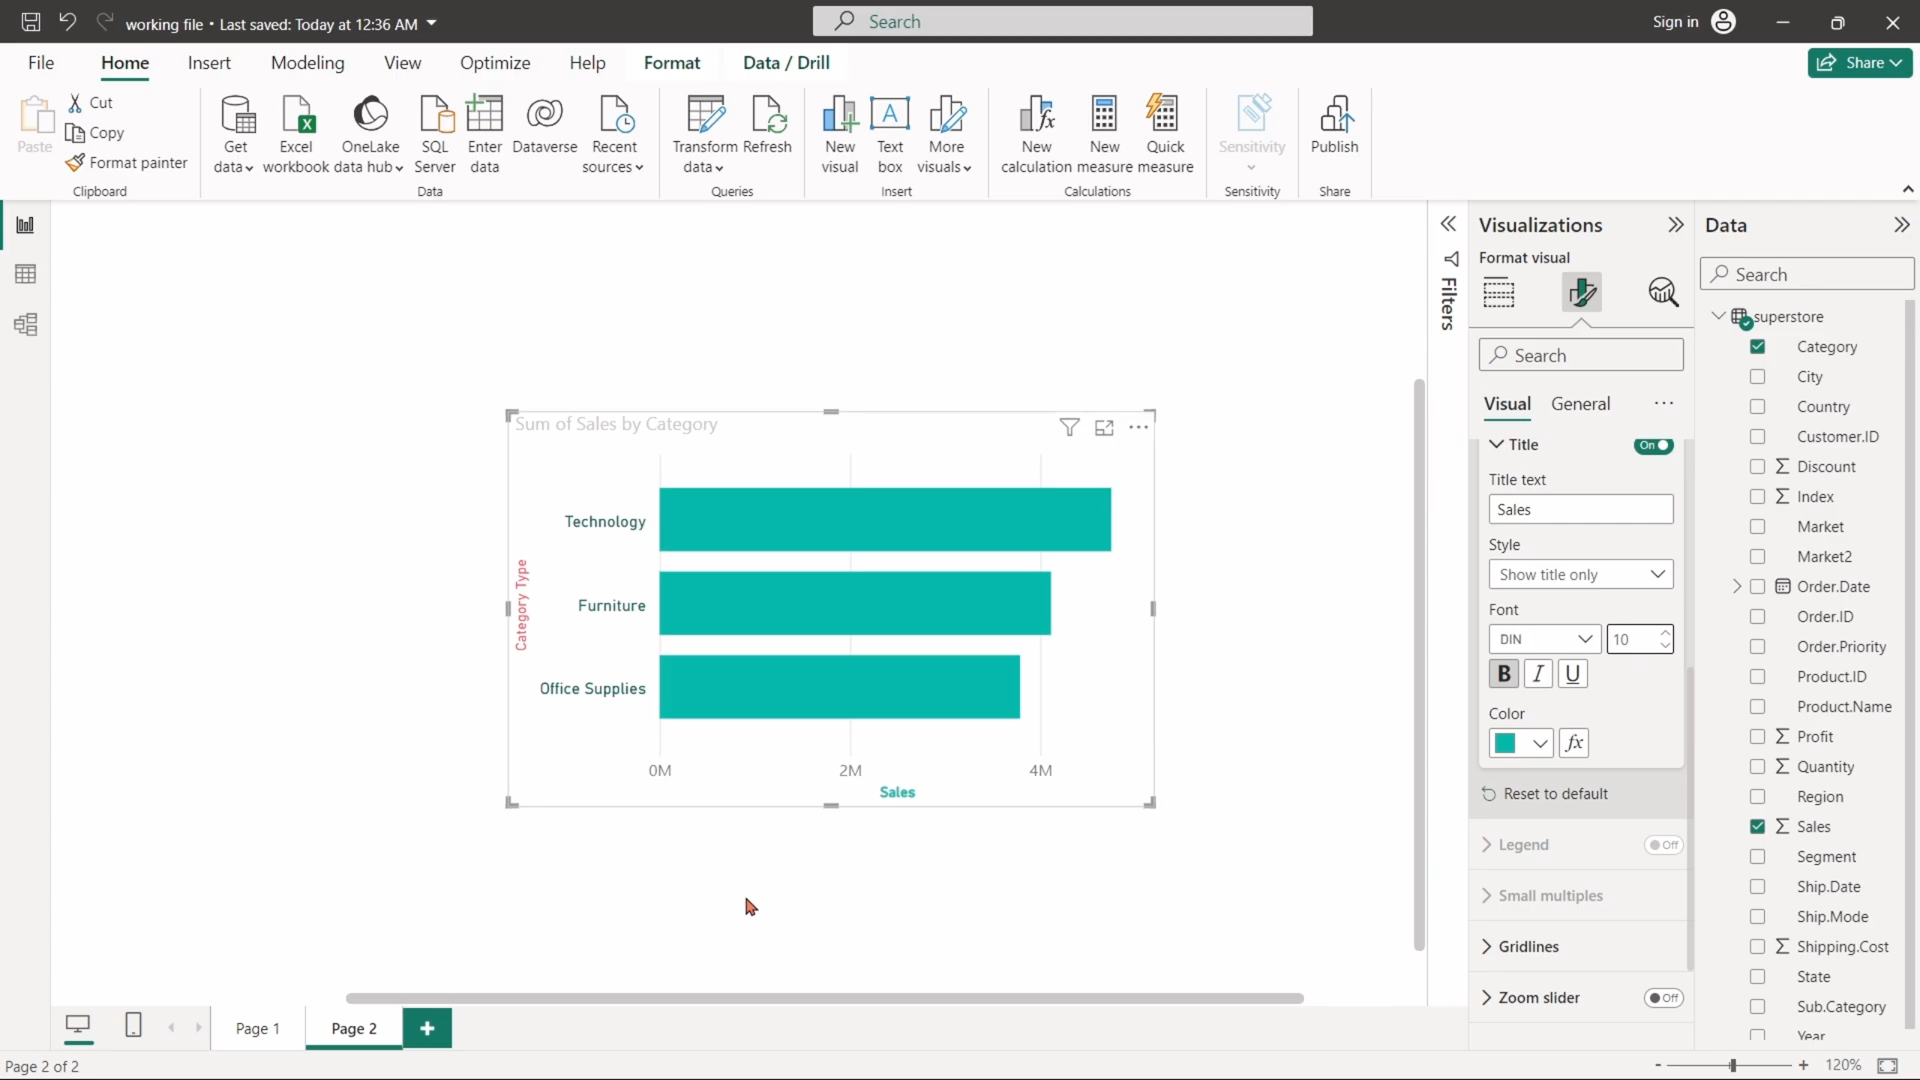 working file • Last saved: Today at 12:36 AM
Search
Sign in
File
Home
Insert
Modeling
View
Optimize
Help
Format
Data / Drill
Share
Paste
Cut
Copy
Format painter
Clipboard
Get data
Excel workbook
OneLake data hub
SQL Server
Enter data
Dataverse
Recent sources
Data
Transform data
Refresh
Queries
New visual
Text box
More visuals
Insert
New calculation
New measure
Quick measure
Calculations
Sensitivity
Sensitivity
Publish
Share
Sum of Sales by Category
Category Type
Technology
Furniture
Office Supplies
0M
2M
4M
Sales
Filters
Visualizations
Format visual
Search
Visual
General
Title
On
Title text
Sales
Style
Show title only
Font
DIN
10
B
I
U
Color
fx
Reset to default
Legend
Off
Small multiples
Gridlines
Zoom slider
Off
Data
Search
superstore
Category
City
Country
Customer.ID
Discount
Index
Market
Market2
Order.Date
Order.ID
Order.Priority
Product.ID
Product.Name
Profit
Quantity
Region
Sales
Segment
Ship.Date
Ship.Mode
Shipping.Cost
State
Sub.Category
Year
Page 1
Page 2
Page 2 of 2
120%